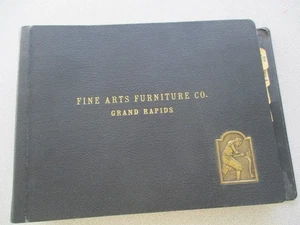 FINE ARTS FURNITURE CO.
GRAND RAPIDS